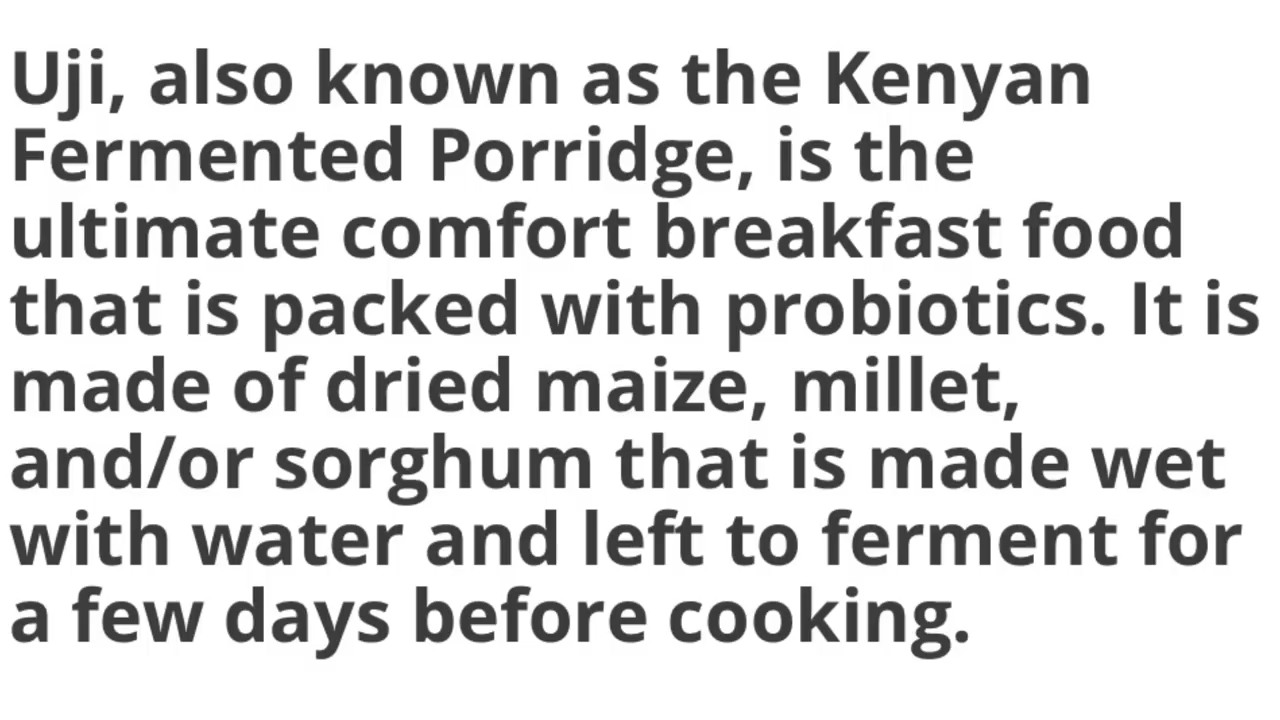 Uji, also known as the Kenyan
Fermented Porridge, is the
ultimate comfort breakfast food
that is packed with probiotics. It is
made of dried maize, millet,
and/or sorghum that is made wet
with water and left to ferment for
a few days before cooking.